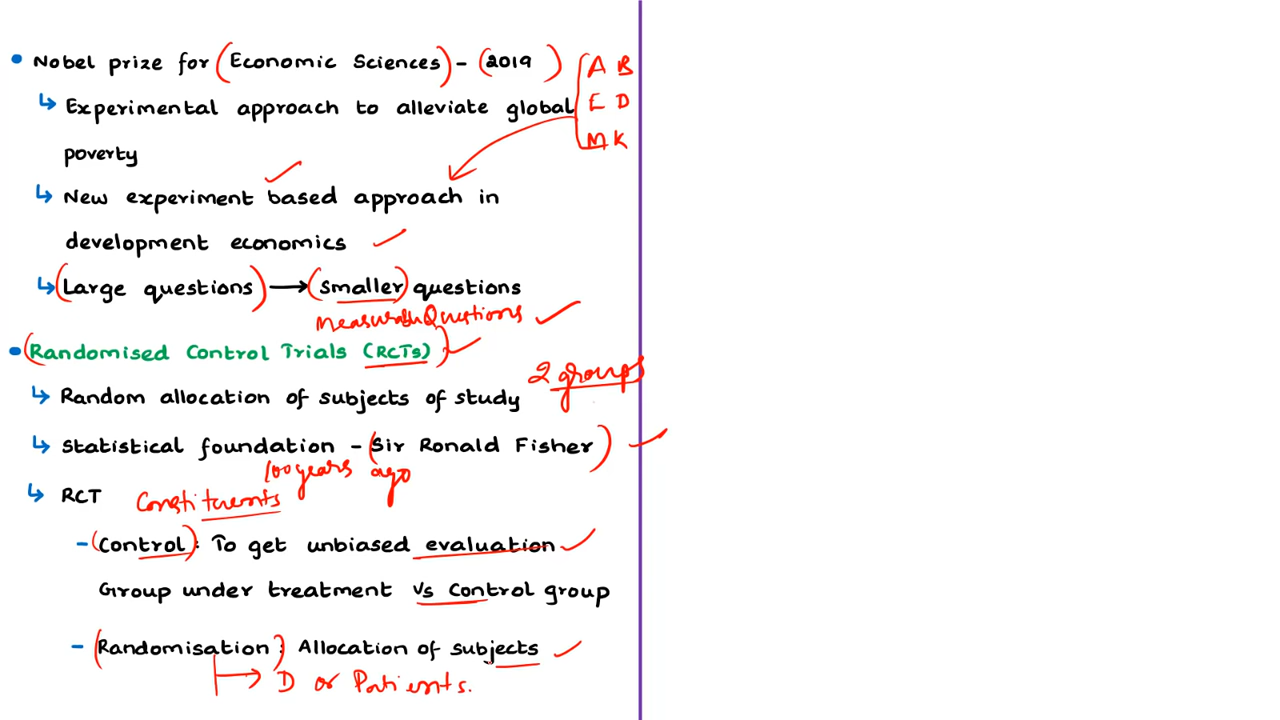 Nobel prize for (Economic Sciences) - (2019)
A B
E D
M K
↳ Experimental approach to alleviate global
poverty
↳ New experiment based approach in
development economics
↳ (Large questions) → (smaller) questions
Questions
(Randomised Control Trials (RCTs))
2 groups
↳ Random allocation of subjects of study
↳ Statistical foundation - (Sir Ronald Fisher)
100 years ago
↳ RCT
- (Control): To get unbiased evaluation
Group under treatment Vs control group
- (Randomisation): Allocation of subjects
D or Patients.